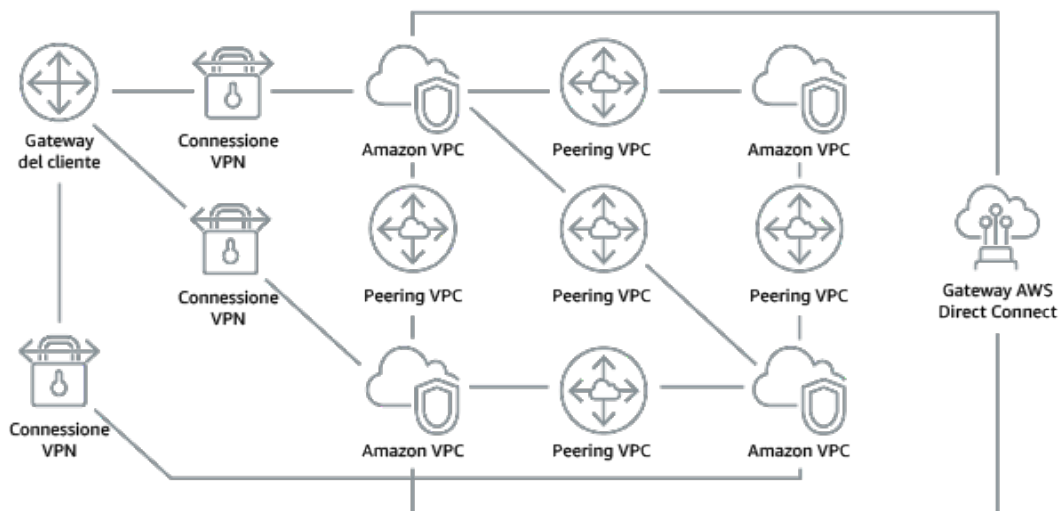 Gateway
del cliente
Connessione
VPN
Amazon VPC
Peering VPC
Amazon VPC
Connessione
VPN
Peering VPC
Peering VPC
Peering VPC
Gateway AWS
Direct Connect
Connessione
VPN
Amazon VPC
Peering VPC
Amazon VPC